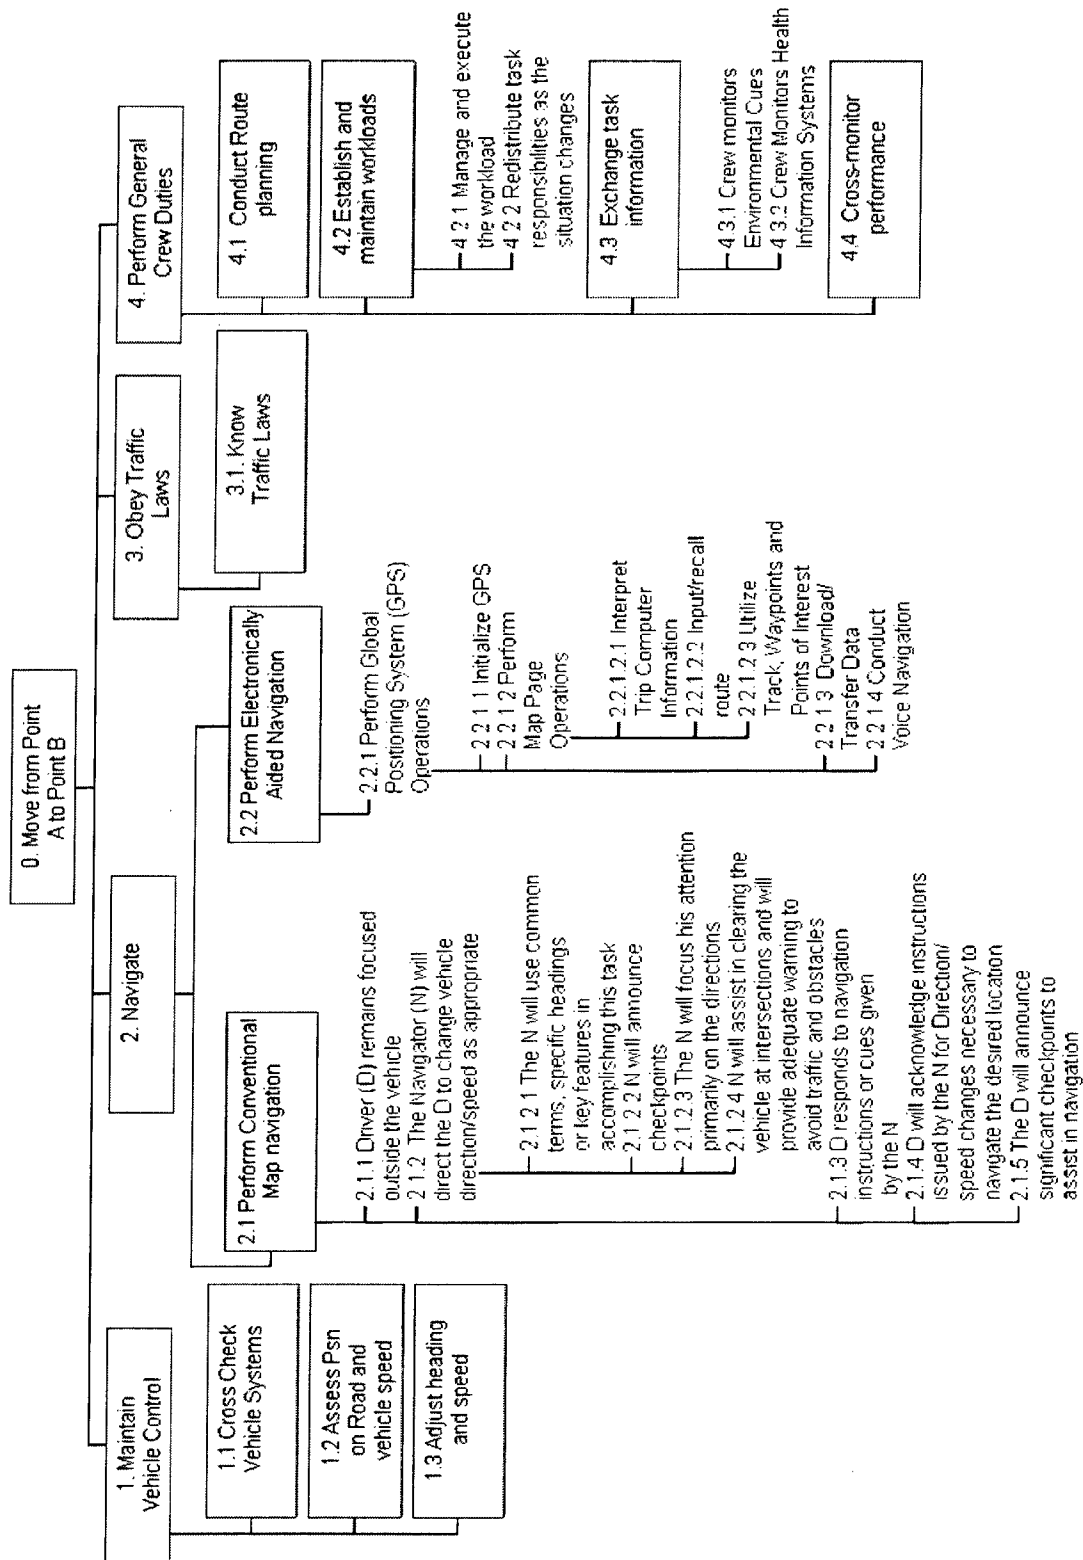 0. Move from Point
A to Point B
1. Maintain
Vehicle Control
1.1 Cross Check
Vehicle Systems
1.2 Assess Psn
on Road and
vehicle speed
1.3 Adjust heading
and speed
2. Navigate
2.1 Perform Conventional
Map navigation
2.1.1 Driver (D) remains focused
outside the vehicle
2 1.2 The Navigator (N) will
direct the D to change vehicle
direction/speed as appropriate
2.1 2 1 The N will use common
terms, specific headings
or key features in
accomplishing this task
2.1 2 2 N will announce
checkpoints
2.1.2.3 The N will focus his attention
primarily on the directions
2.1.2 4 N will assist in clearing the
vehicle at intersections and will
provide adequate warning to
avoid traffic and obstacles
2.1.3 D responds to navigation
instructions or cues given
by the N
2.1.4 D will acknowledge instructions
issued by the N for Direction/
speed changes necessary to
navigate the desired location
2.1.5 The D will announce
significant checkpoints to
assist in navigation
2.2 Perform Electronically
Aided Navigation
2.2.1 Perform Global
Positioning System (GPS)
Operations
2 2 1 1 Initialize GPS
2 2 1 2 Perform
Map Page
Operations
2.2.1.2.1 Interpret
Trip Computer
Information
2.2.1.2.2 Input/recall
route
2 2.1.2 3 Utilize
Track, Waypoints and
Points of Interest
2 2 1 3 Download/
Transfer Data
2 2 1 4 Conduct
Voice Navigation
3. Obey Traffic
Laws
3.1. Know
Traffic Laws
4. Perform General
Crew Duties
4.1 Conduct Route
planning
4.2 Establish and
maintain workloads
4 2 1 Manage and execute
the workload
4 2 2 Redistribute task
responsibilities as the
situation changes
4.3 Exchange task
information
4.3.1 Crew monitors
Environmental Cues
4 3.2 Crew Monitors Health
Information Systems
4.4 Cross-monitor
performance